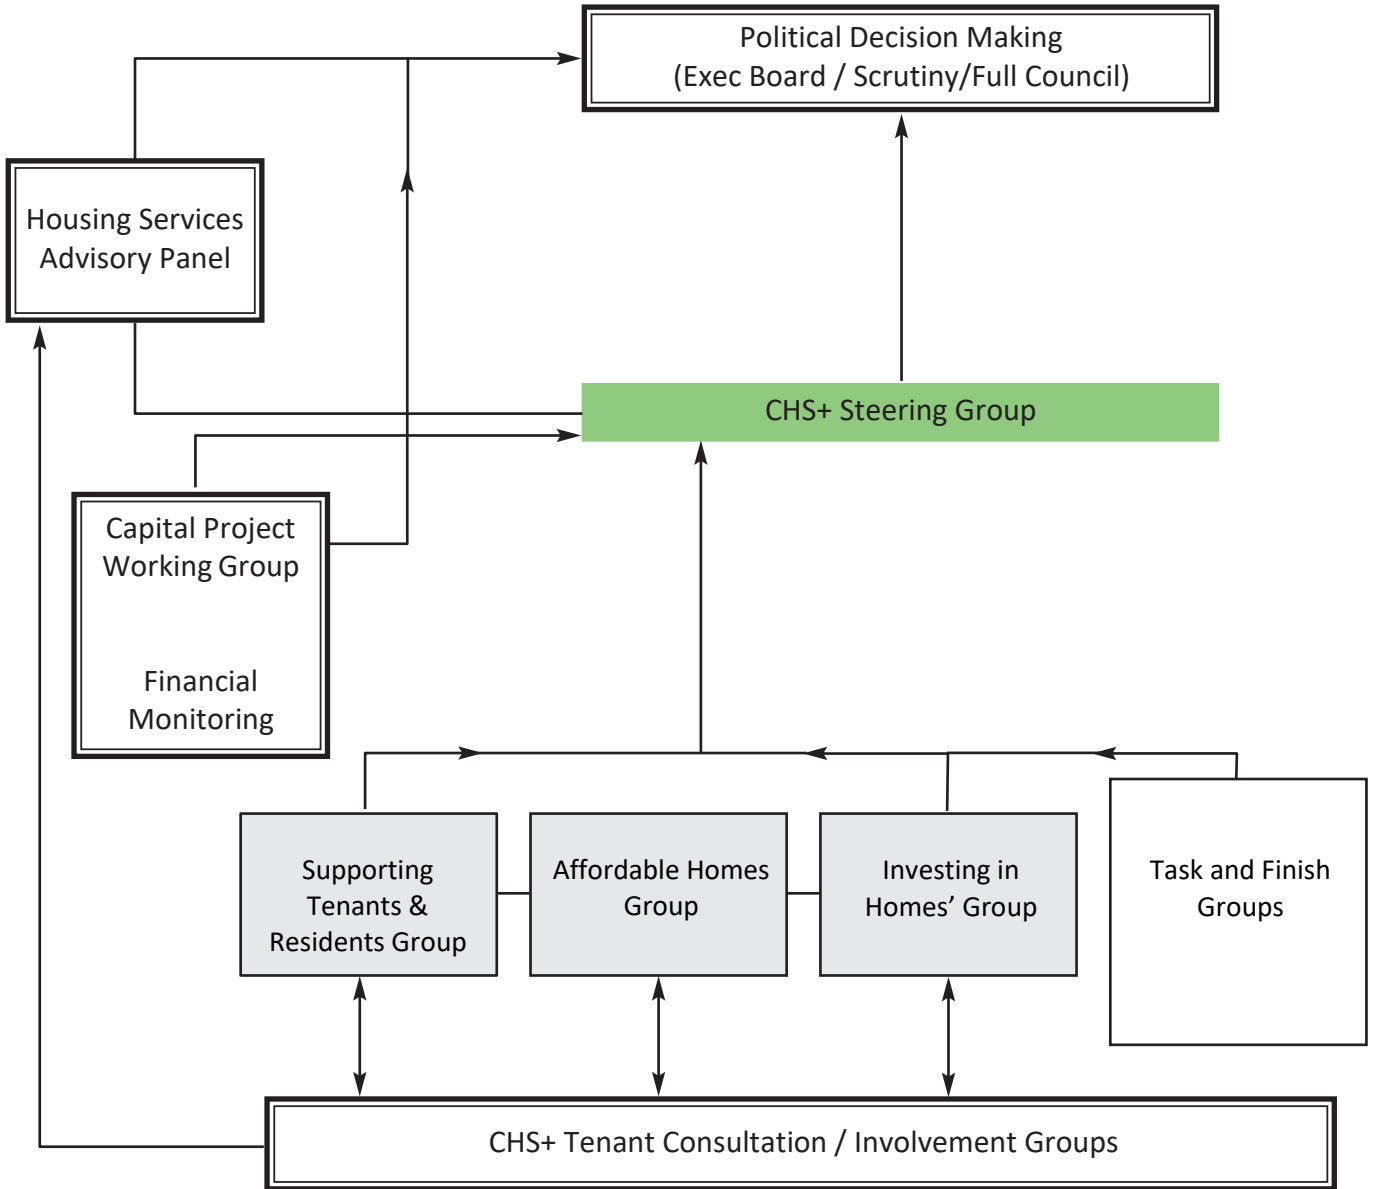 Political Decision Making
(Exec Board / Scrutiny/Full Council)
Housing Services
Advisory Panel
CHS+ Steering Group
Capital Project
Working Group
Financial
Monitoring
Supporting
Tenants &
Residents Group
Affordable Homes
Group
Investing in
Homes’ Group
Task and Finish
Groups
CHS+ Tenant Consultation / Involvement Groups